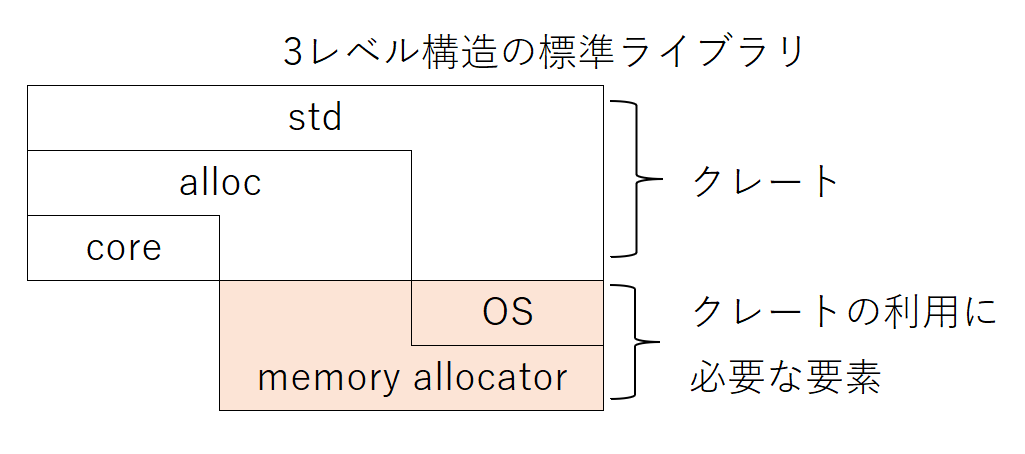 3レベル構造の標準ライブラリ
std
alloc
クレート
core
OS
クレートの利用に
必要な要素
memory allocator